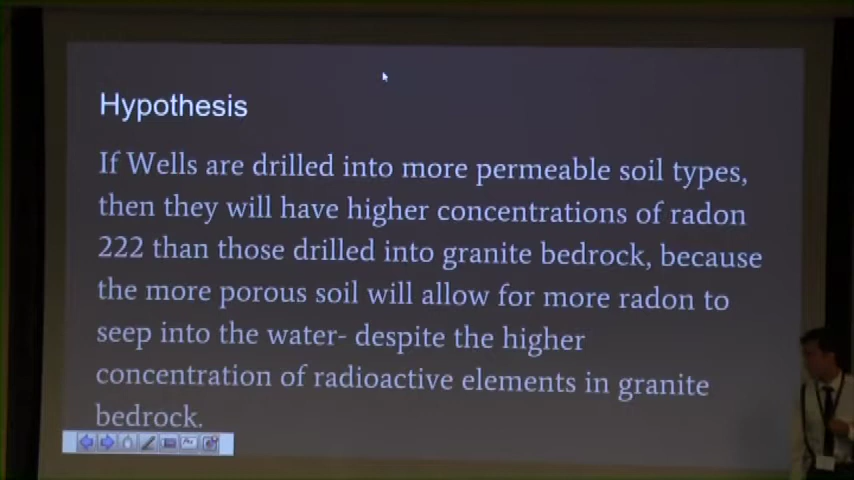 Hypothesis
If Wells are drilled into more permeable soil types,
then they will have higher concentrations of radon
222 than those drilled into granite bedrock, because
the more porous soil will allow for more radon to
seep into the water- despite the higher
concentration of radioactive elements in granite
bedrock.